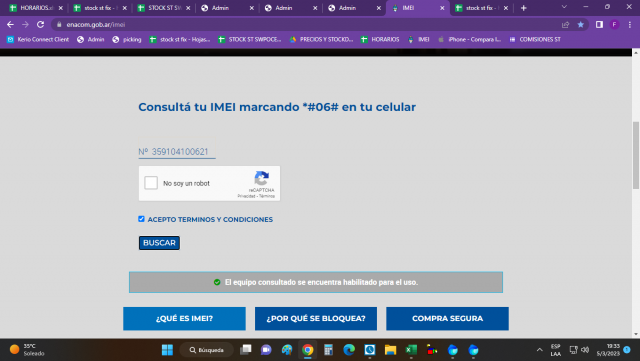 HORARIOS.xl
stock st fix - H
STOCK ST SWP
Admin
Admin
Admin
IMEI
stock st fix - H
enacom.gob.ar/imei
F
Kerio Connect Client
Admin
picking
stock st fix - Hojas...
STOCK ST SWPOCE...
PRECIOS Y STOCKD...
HORARIOS
IMEI
iPhone - Compara l...
COMISIONES ST
Consultá tu IMEI marcando *#06# en tu celular
Nº 359104100621
No soy un robot
reCAPTCHA
Privacidad - Términos
ACEPTO TERMINOS Y CONDICIONES
BUSCAR
El equipo consultado se encuentra habilitado para el uso.
¿QUÉ ES IMEI?
¿POR QUÉ SE BLOQUEA?
COMPRA SEGURA
35°C
Soleado
Búsqueda
ESP
LAA
19:33
5/3/2023